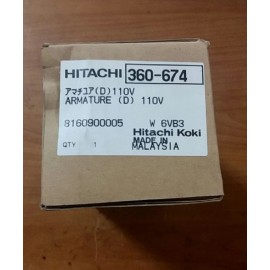 HITACHI 360-674
アマチュア(D)110V
ARMATURE (D) 110V
8160900005 W 6VB3
Hitachi Koki
QTY 1 MADE IN
MALAYSIA